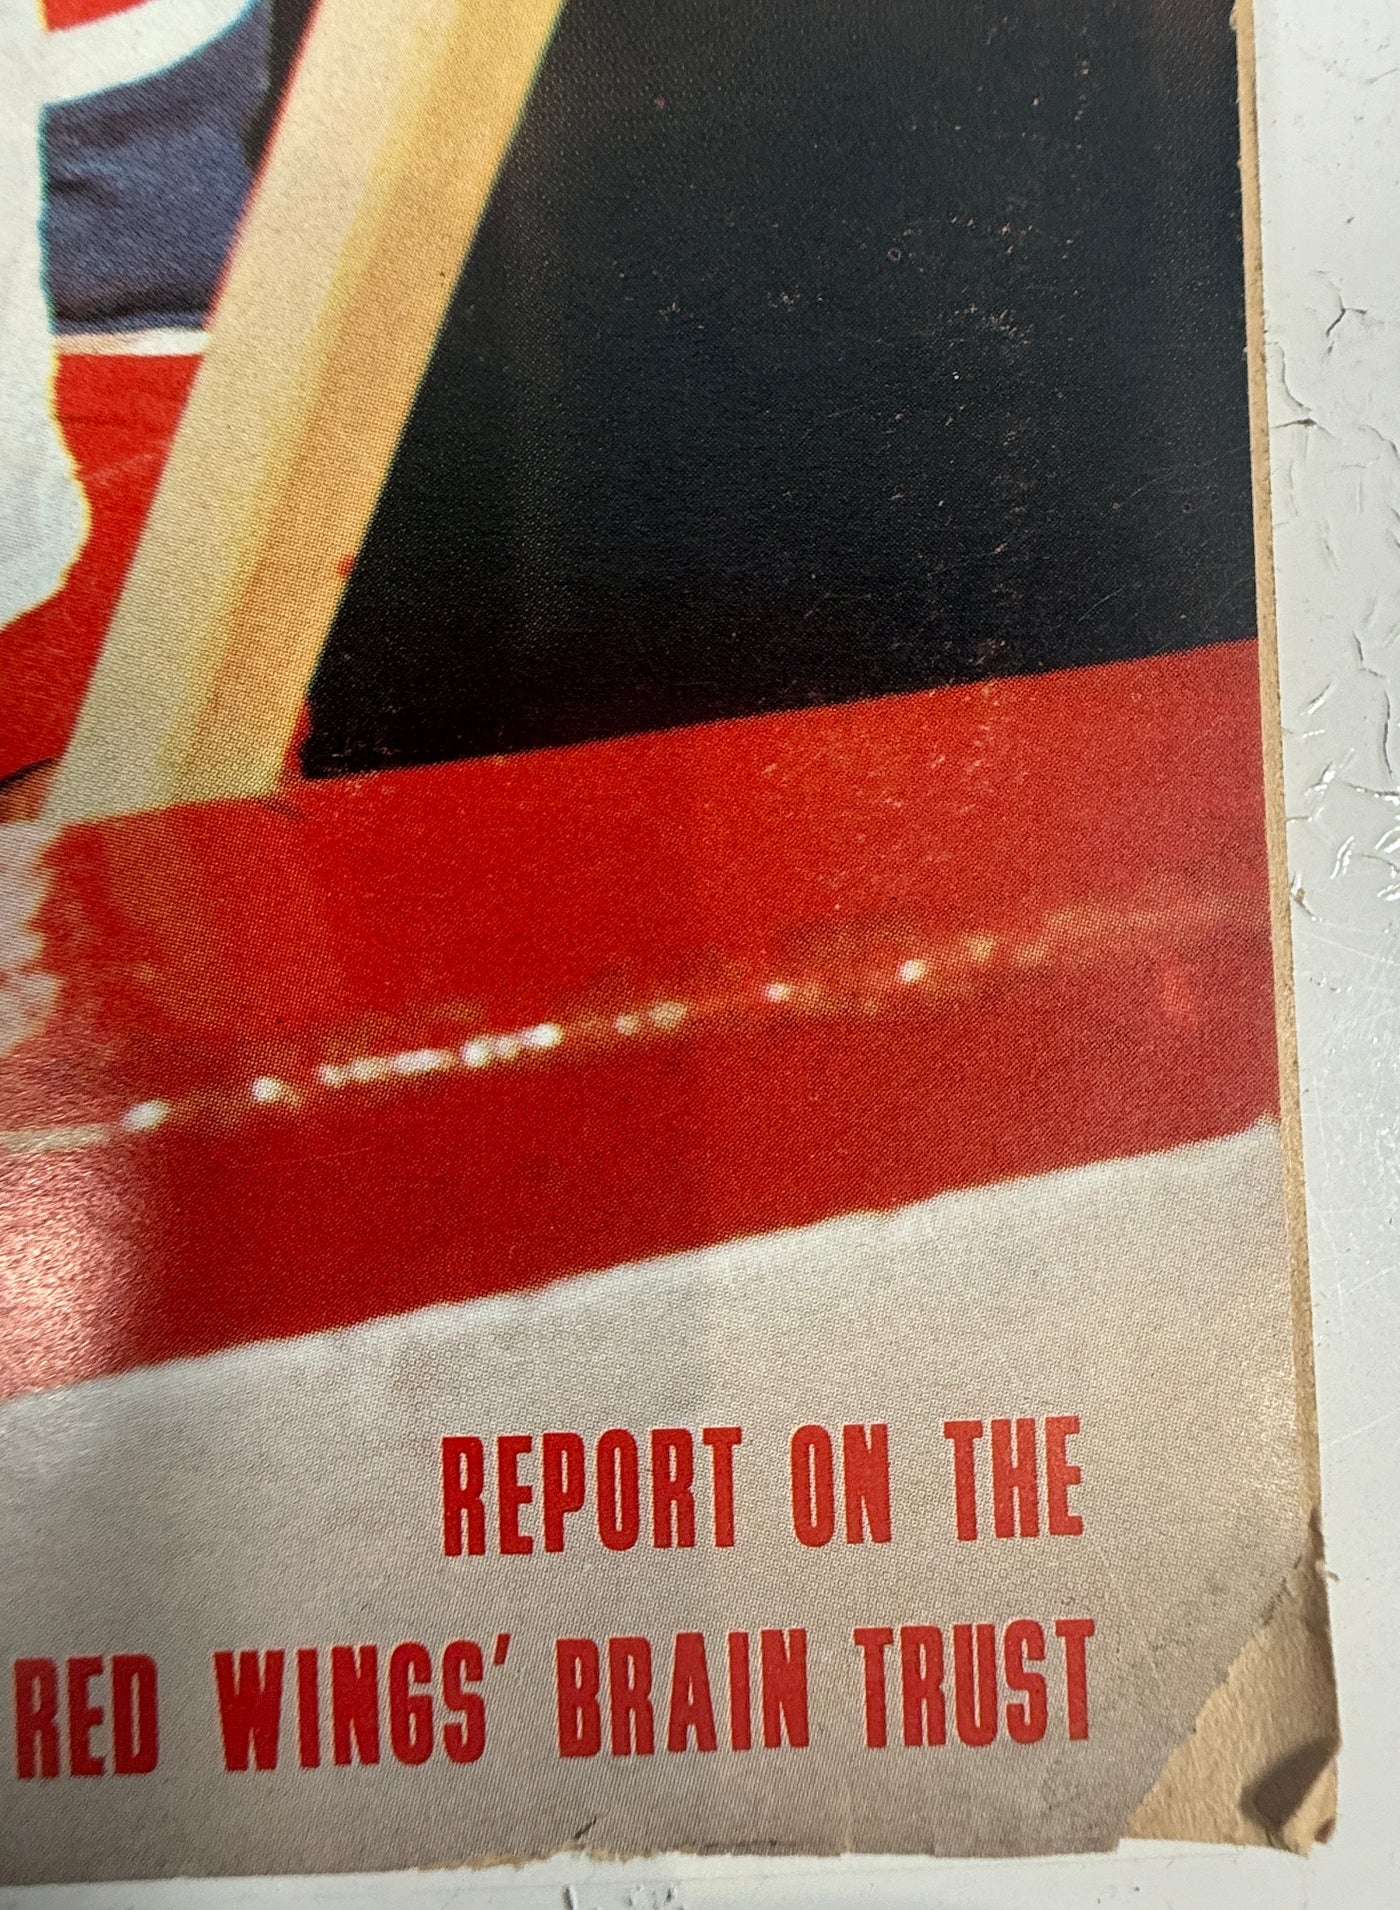 REPORT ON THE
RED WINGS' BRAIN TRUST